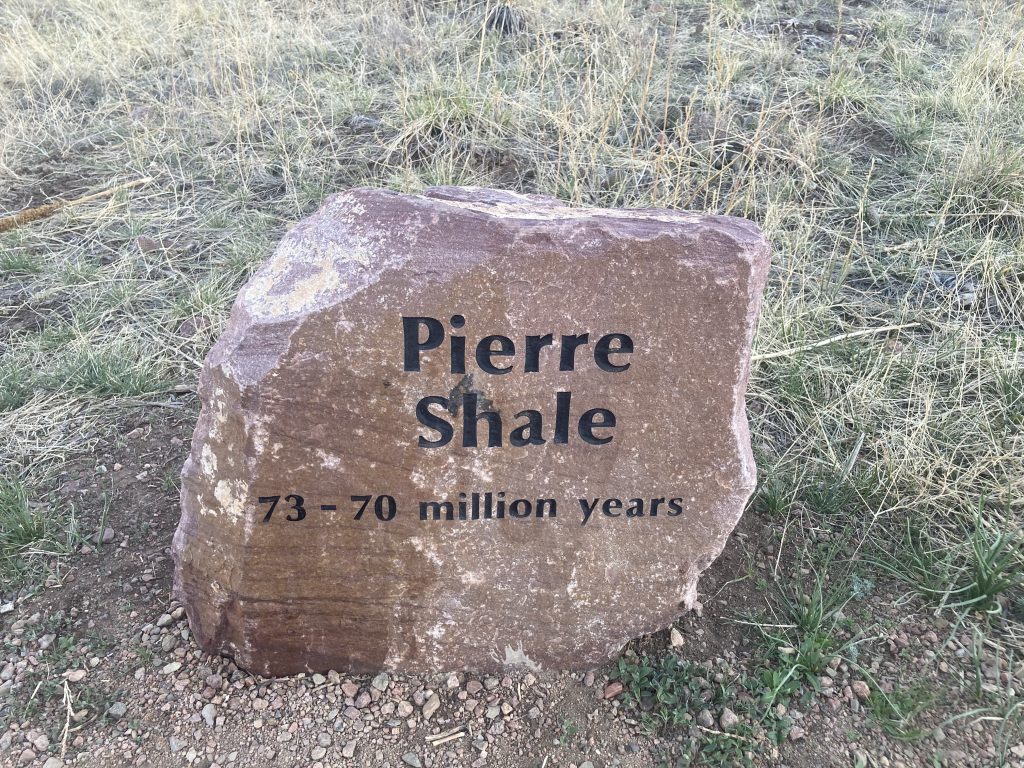 Pierre
Shale
73 - 70 million years